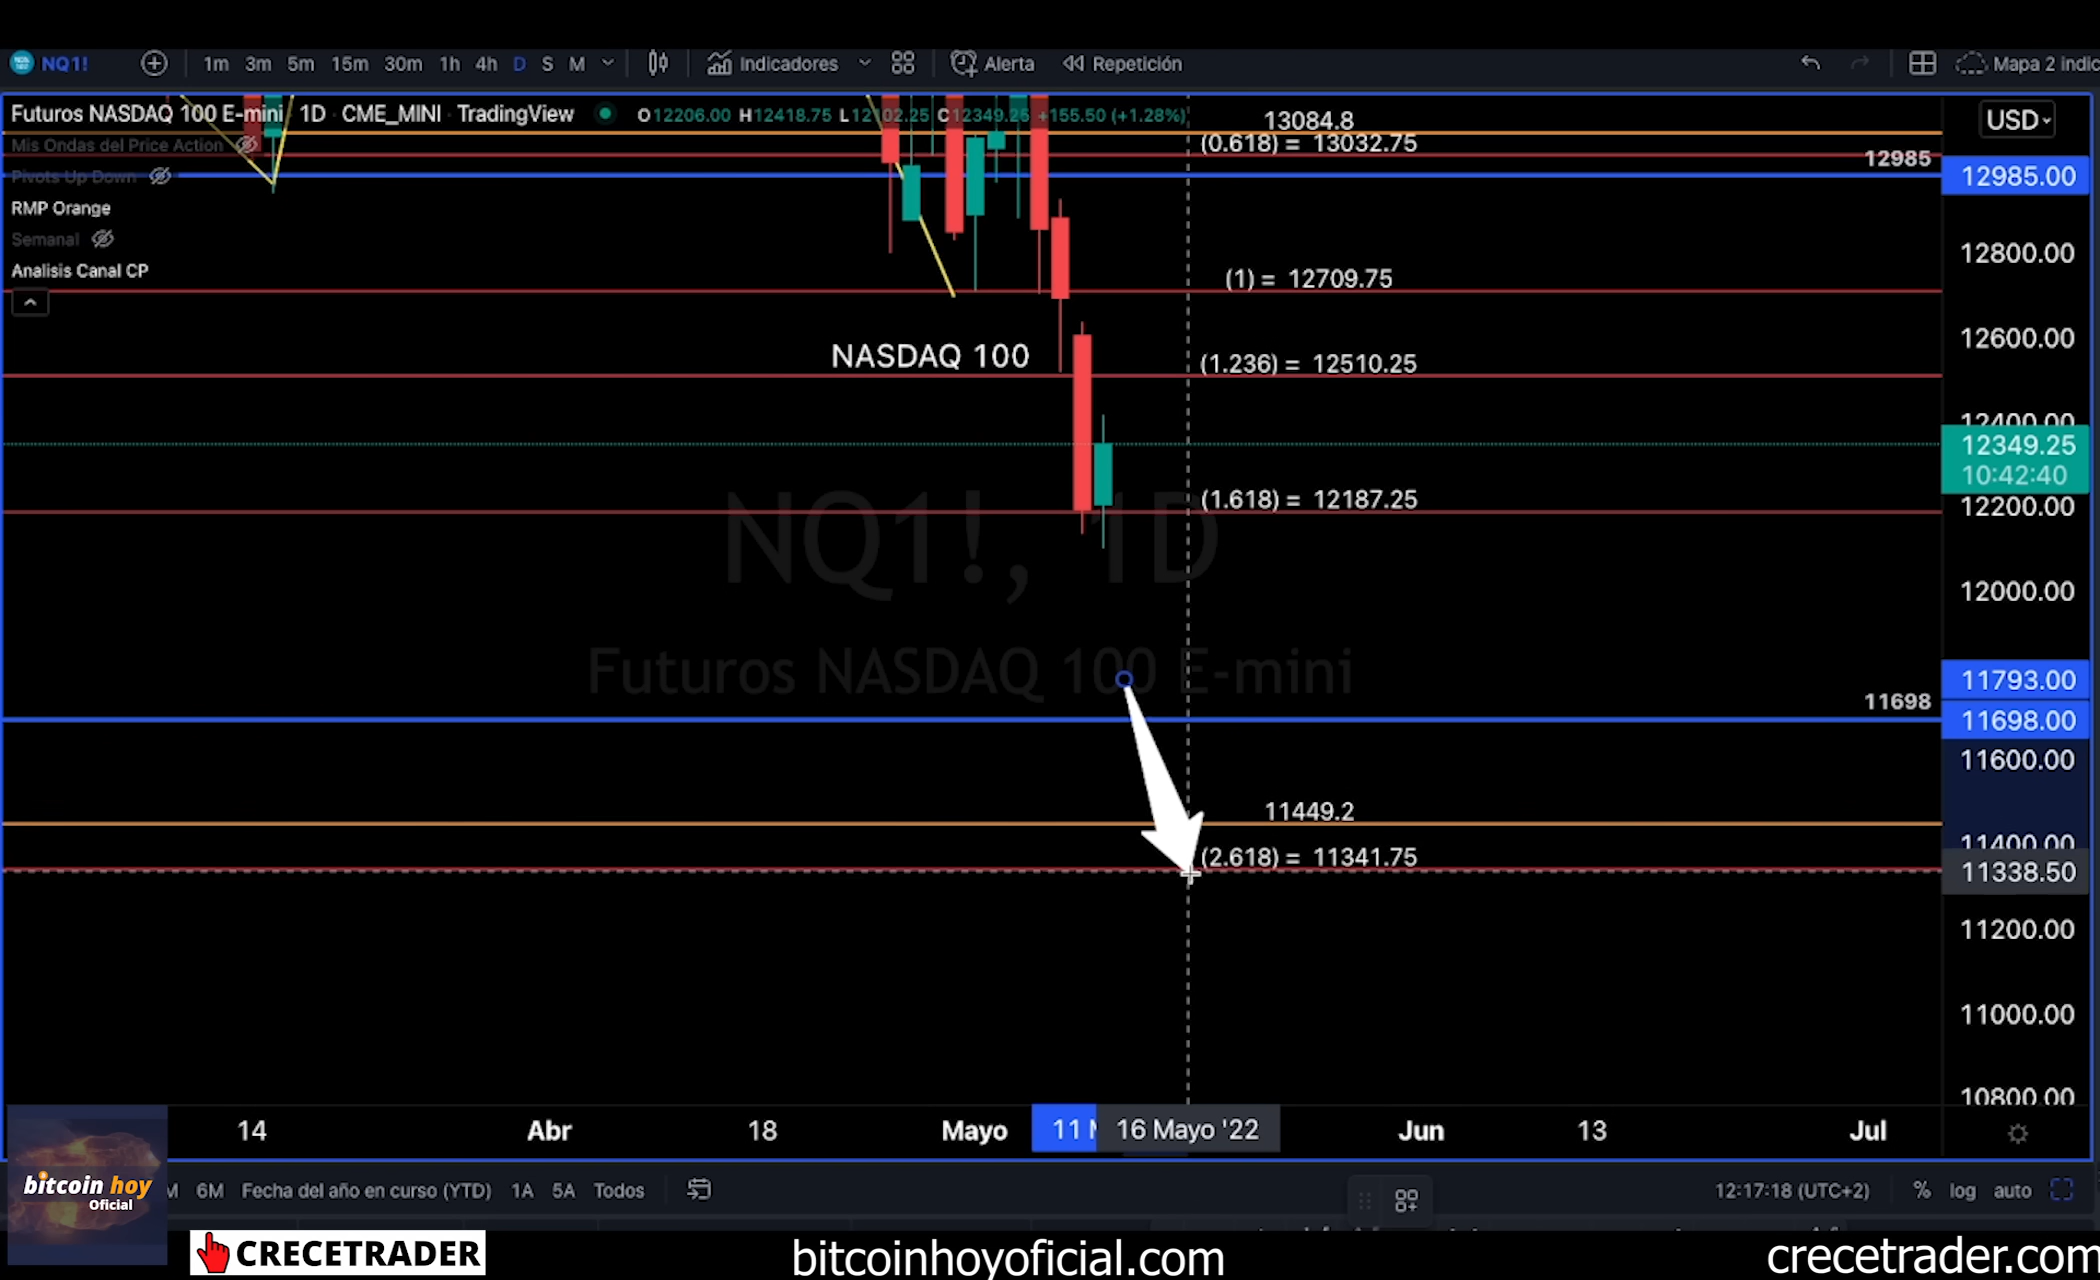 NQ1! 1m 3m 5m 15m 30m 1h 4h D S M Indicadores Alerta Repetición Mapa 2 indic
Futuros NASDAQ 100 E-mini 1D CME_MINI TradingView O12206.00 H12418.75 L12102.25 C12349.25 +155.50 (+1.28%)
Mis Ondas del Price Action
Pivots Up Down
RMP Orange
Semanal
Analisis Canal CP
USD
13084.8
(0.618) = 13032.75
12985
12985.00
12800.00
(1) = 12709.75
12600.00
NASDAQ 100
(1.236) = 12510.25
12400.00
12349.25
10:42:40
(1.618) = 12187.25
12200.00
NQ1!, 1D
12000.00
Futuros NASDAQ 100 E-mini
11793.00
11698
11698.00
11600.00
11449.2
11400.00
(2.618) = 11341.75
11338.50
11200.00
11000.00
10800.00
14 Abr 18 Mayo 11 16 Mayo '22 Jun 13 Jul
bitcoin hoy
Oficial
6M Fecha del año en curso (YTD) 1A 5A Todos 12:17:18 (UTC+2) % log auto
CRECETRADER
bitcoinhoyoficial.com
crecetrader.com